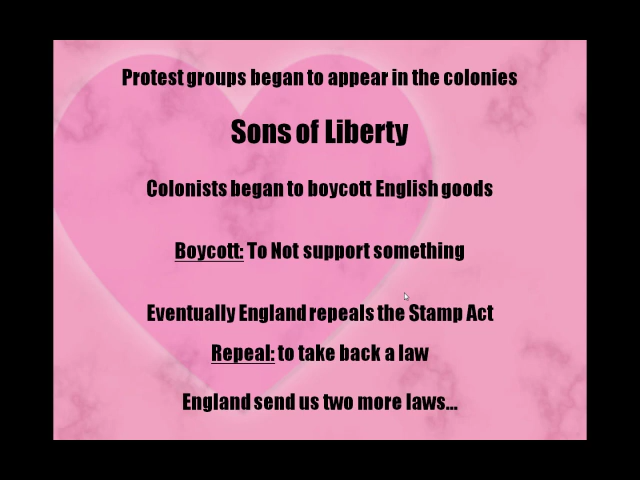 Protest groups began to appear in the colonies
Sons of Liberty
Colonists began to boycott English goods
Boycott: To Not support something
Eventually England repeals the Stamp Act
Repeal: to take back a law
England send us two more laws...